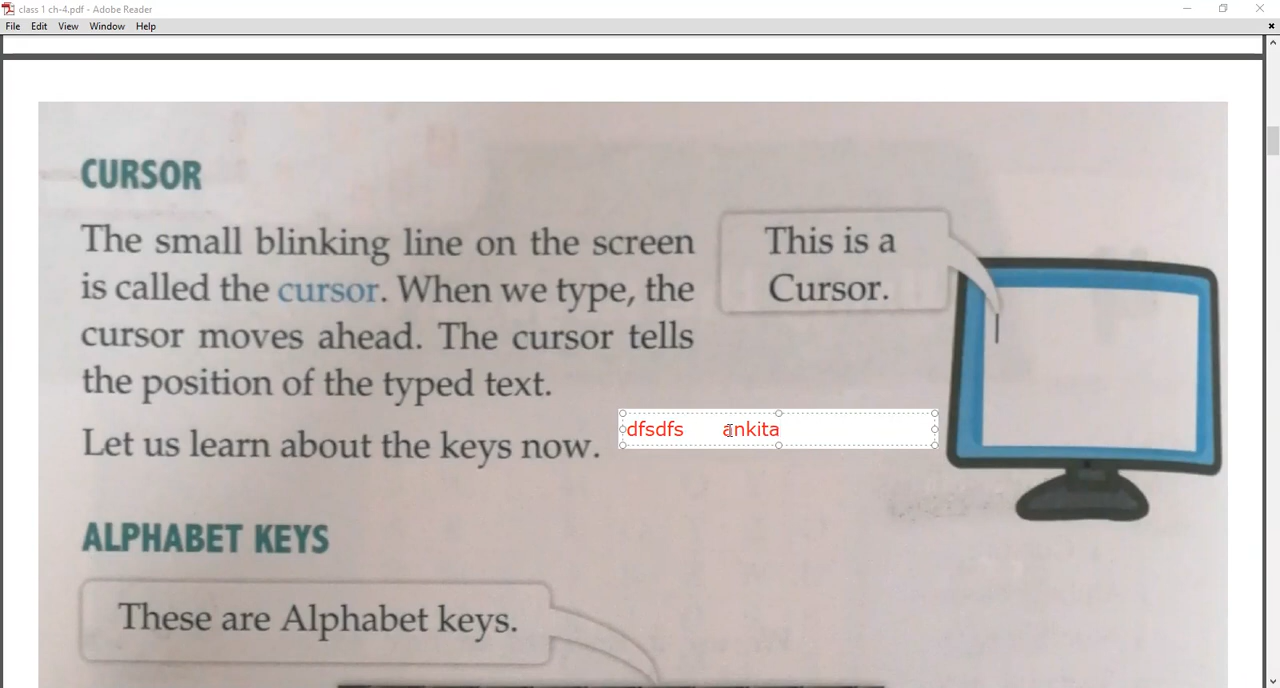 class 1 ch-4.pdf - Adobe Reader
File Edit View Window Help
CURSOR
The small blinking line on the screen
is called the cursor. When we type, the
cursor moves ahead. The cursor tells
the position of the typed text.
This is a
Cursor.
dfsdfs ankita
Let us learn about the keys now.
ALPHABET KEYS
These are Alphabet keys.